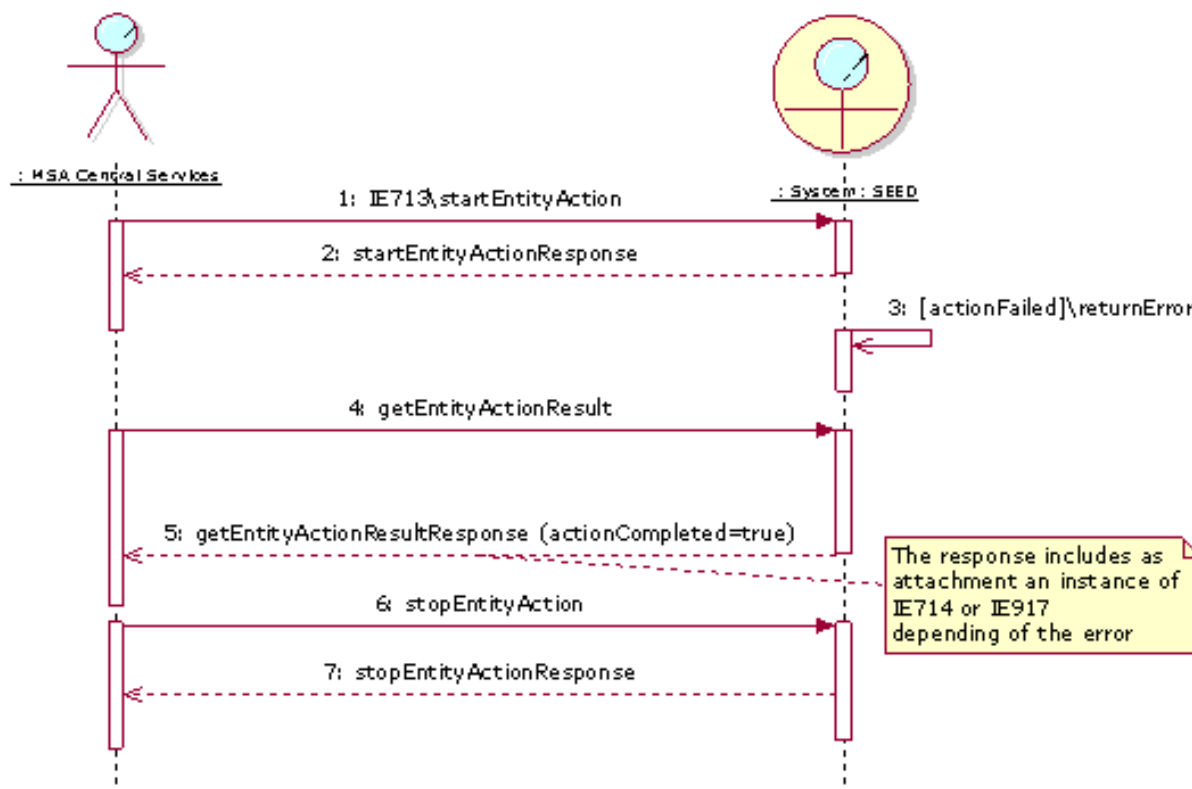 : MSA Central Services
: System : SEED
1: IE713\startEntityAction
2: startEntityActionResponse
3: [actionFailed]\returnError
4: getEntityActionResult
5: getEntityActionResultResponse (actionCompleted=true)
The response includes as
attachment an instance of
IE714 or IE917
depending of the error
6: stopEntityAction
7: stopEntityActionResponse